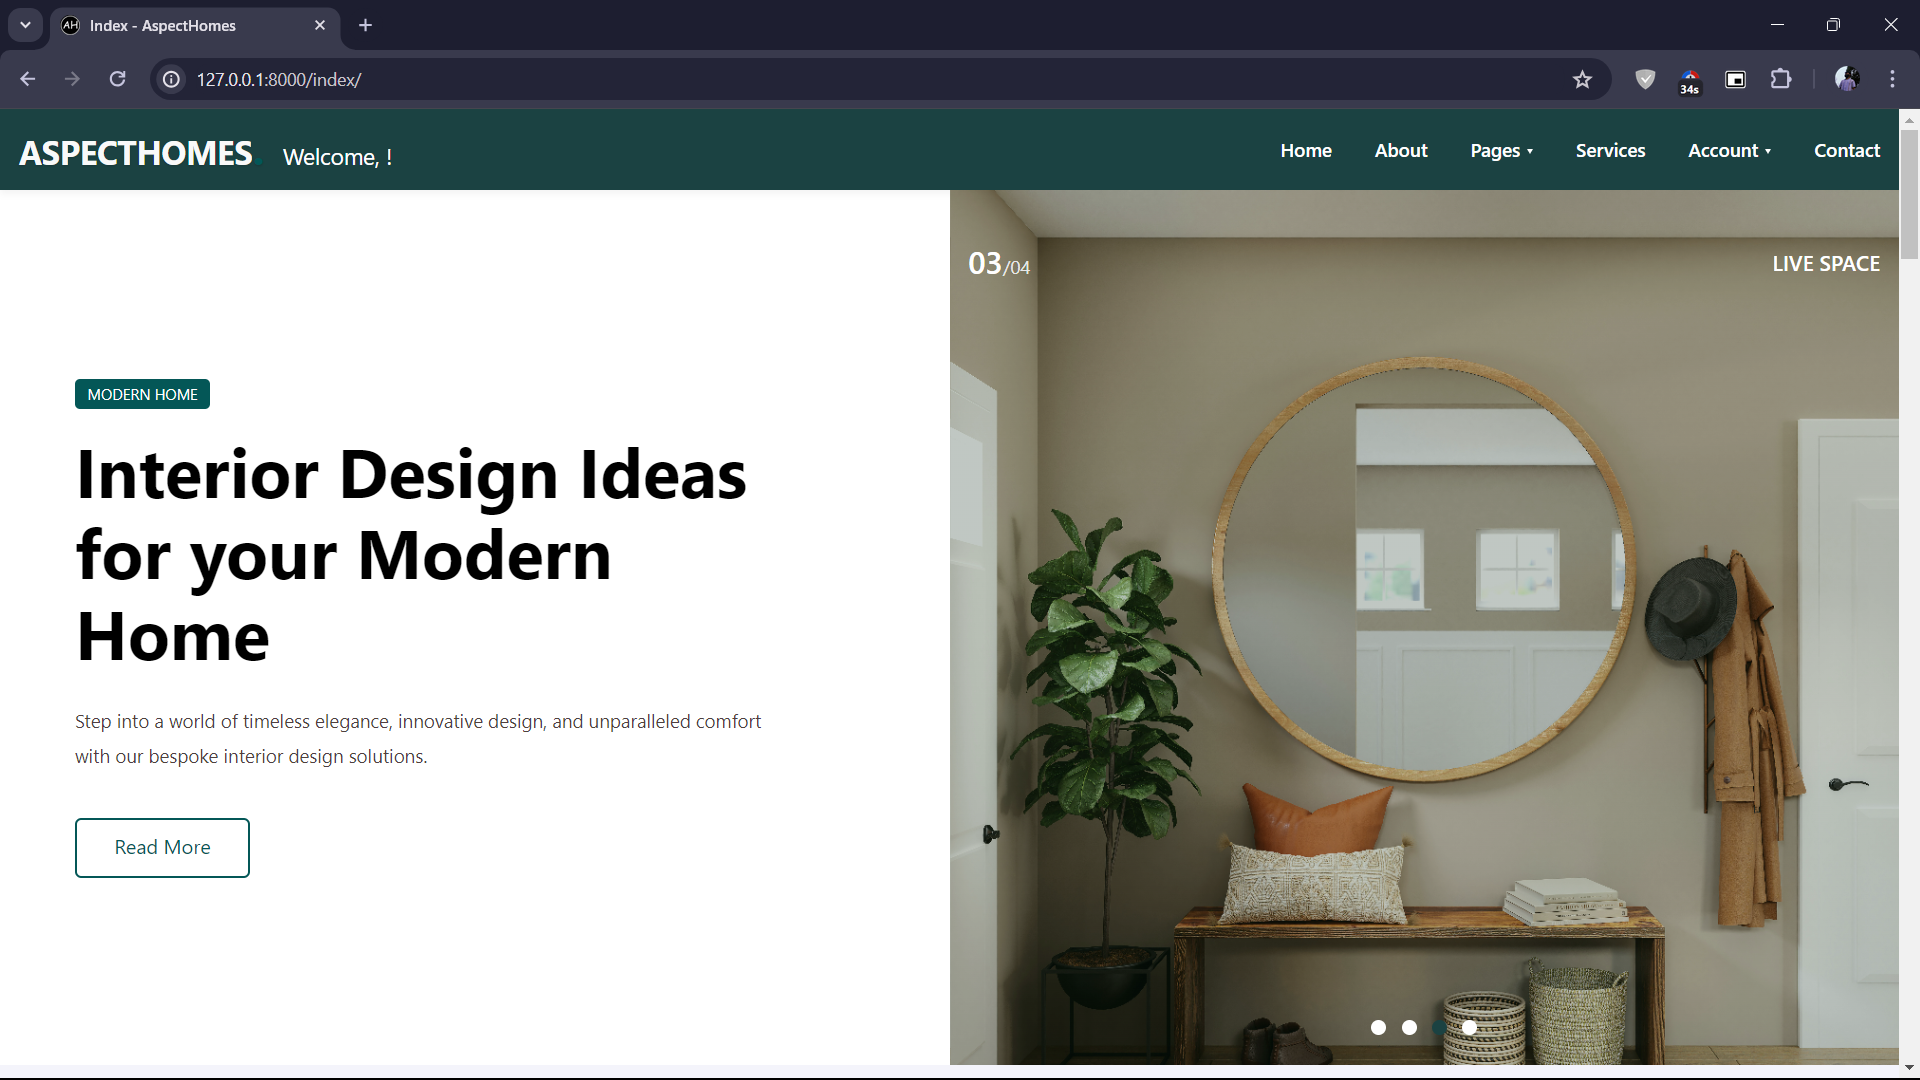 AH Index - AspectHomes
127.0.0.1:8000/index/
34s
ASPECTHOMES. Welcome, !
Home About Pages ▾ Services Account ▾ Contact
03/04
LIVE SPACE
MODERN HOME
Interior Design Ideas
for your Modern
Home
Step into a world of timeless elegance, innovative design, and unparalleled comfort
with our bespoke interior design solutions.
Read More